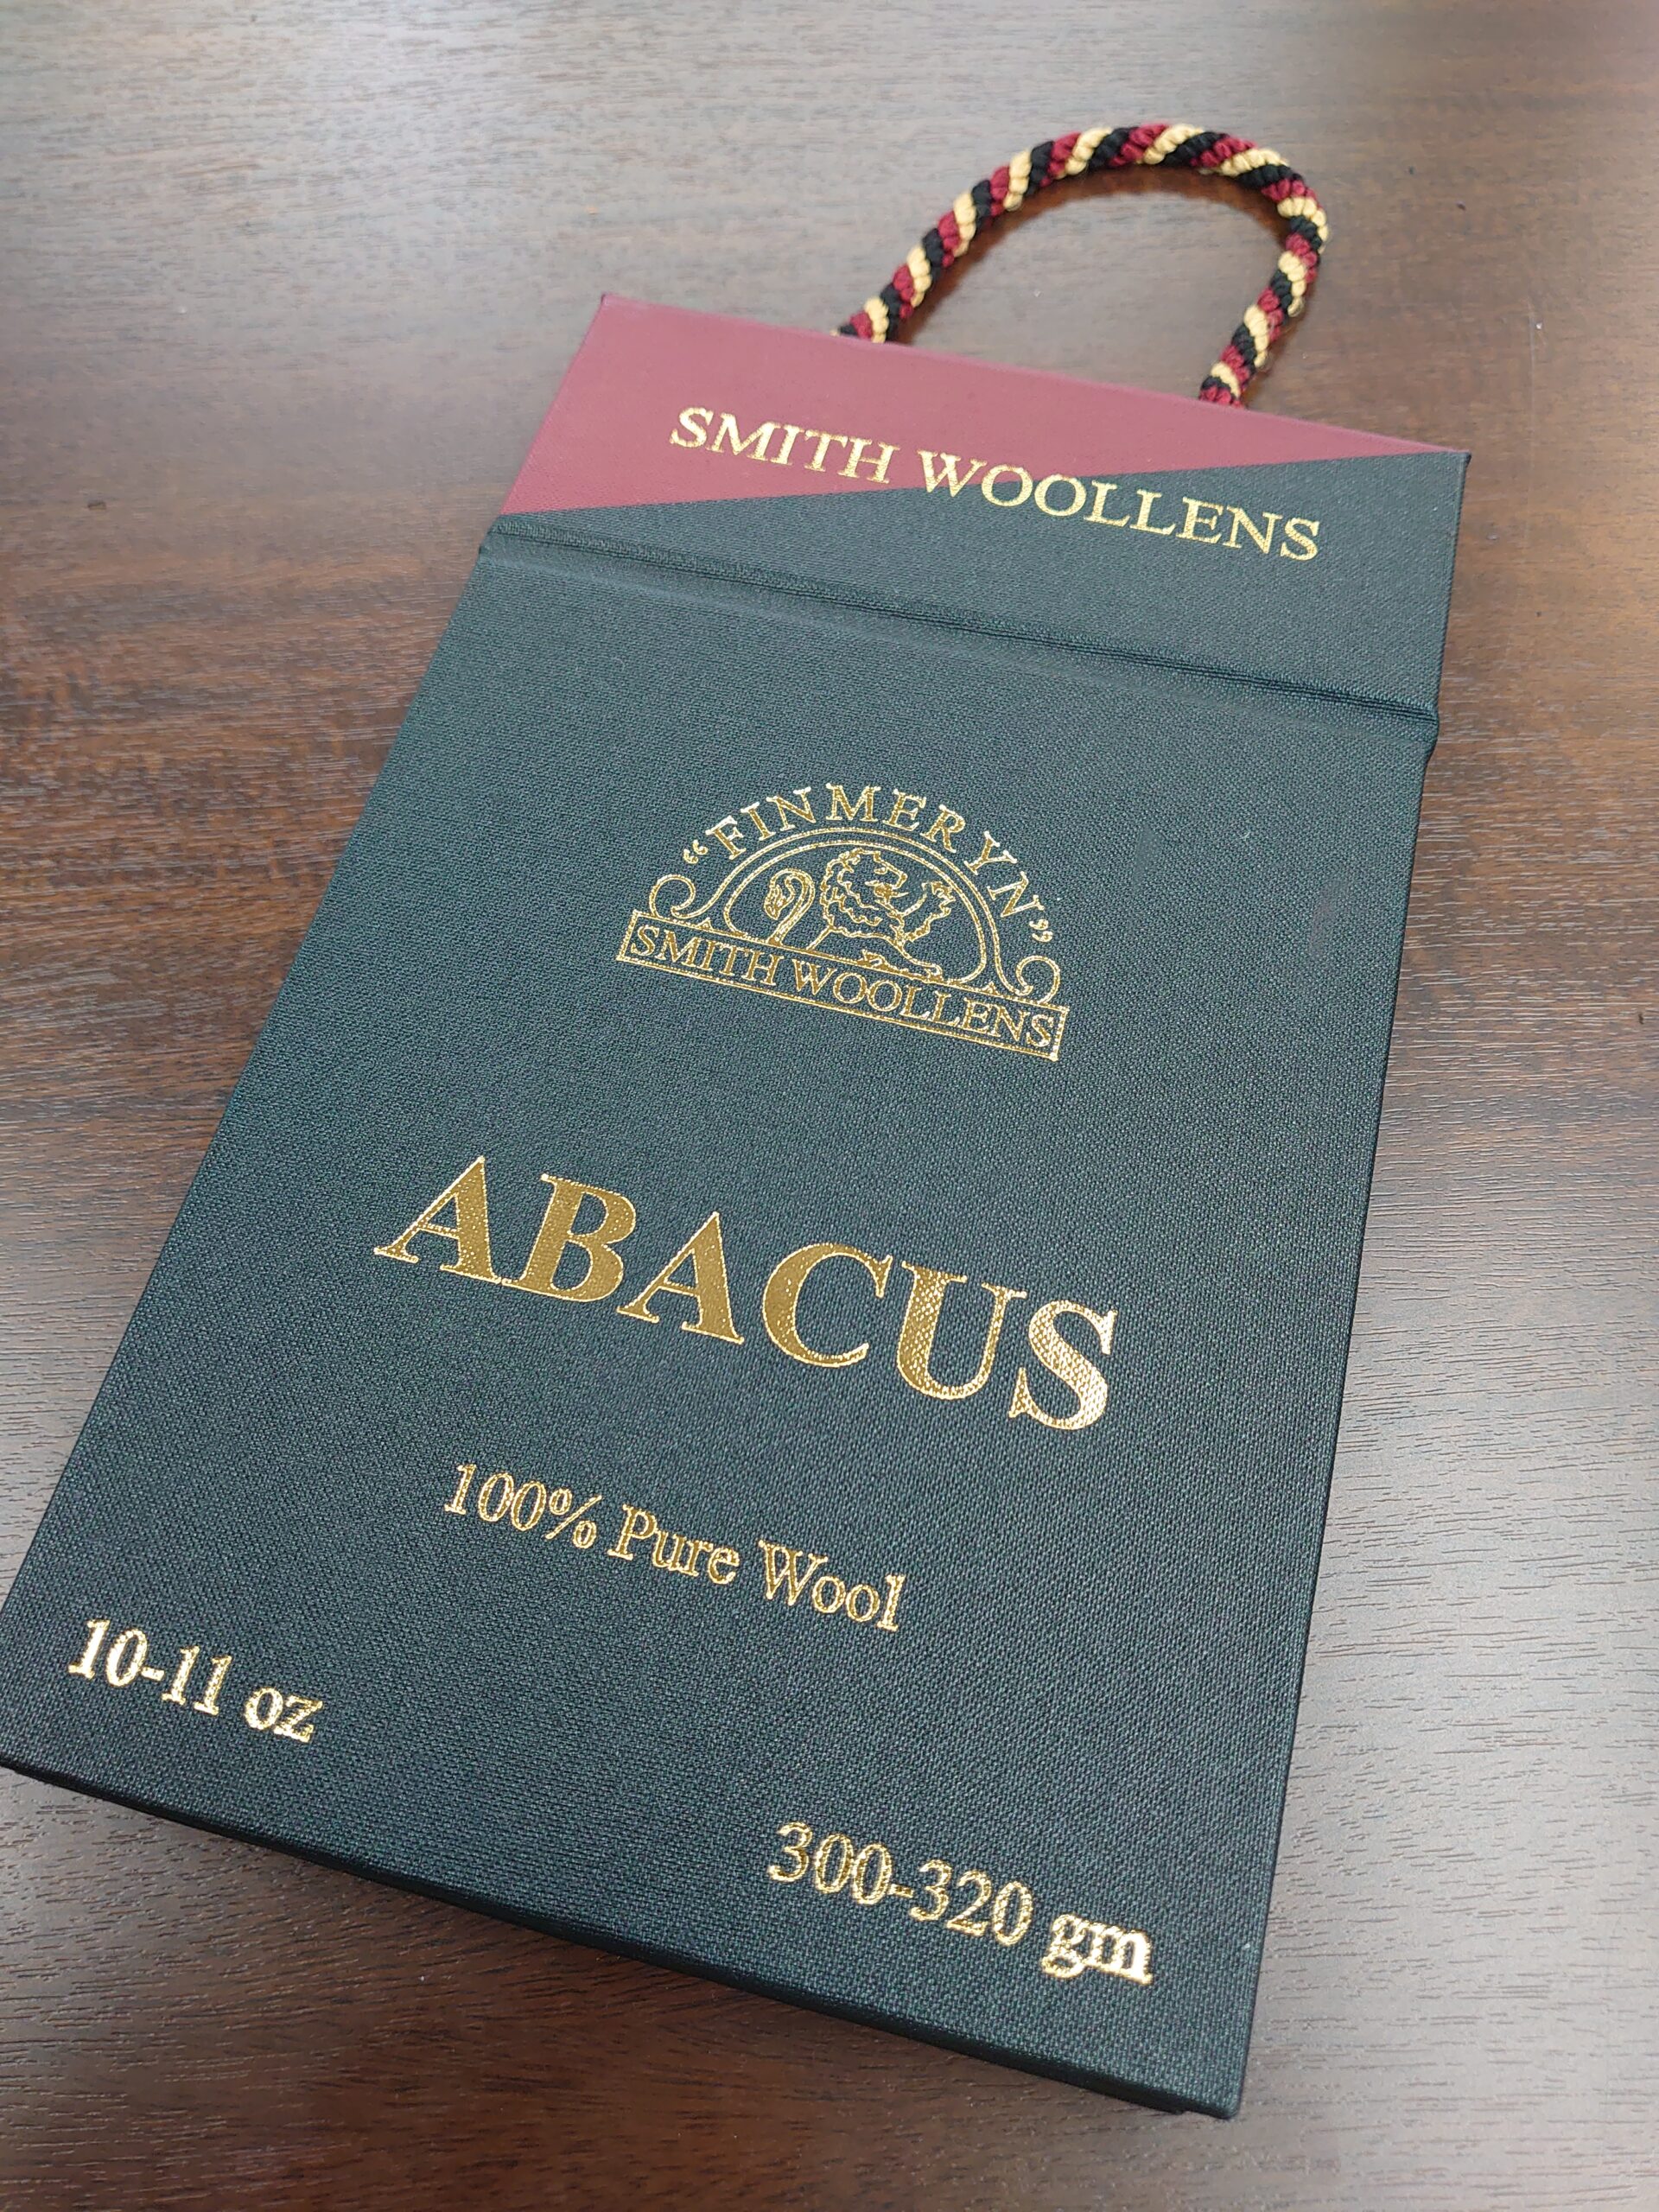 SMITH WOOLLENS
“FINMERYN”
SMITH WOOLLENS
ABACUS
100% Pure Wool
10-11 oz
300-320 gm